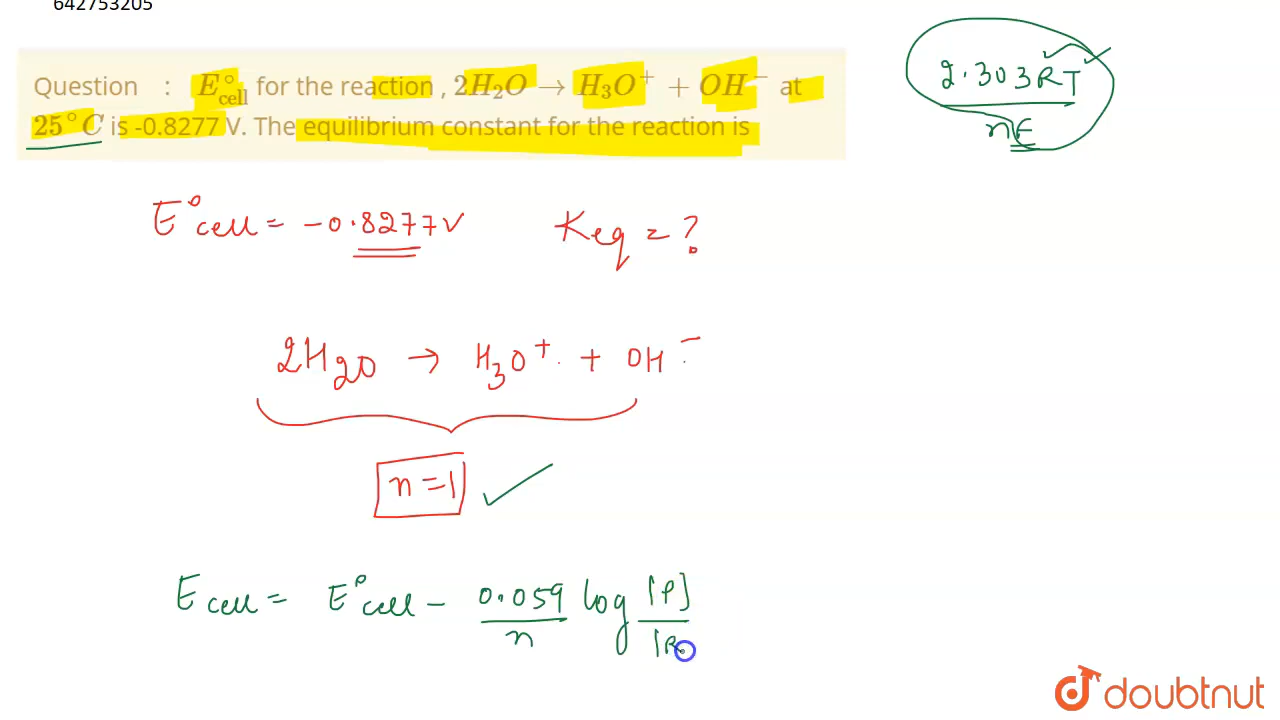 642753205
Question : E°cell for the reaction , 2H₂O → H₃O⁺ + OH⁻ at
25°C is -0.8277 V. The equilibrium constant for the reaction is
2.303RT
nF
E°cell = -0.8277V Keq = ?
2H₂O → H₃O⁺ + OH⁻
n=1
Ecell = E°cell - 0.059/n log [P]/[R
doubtnut